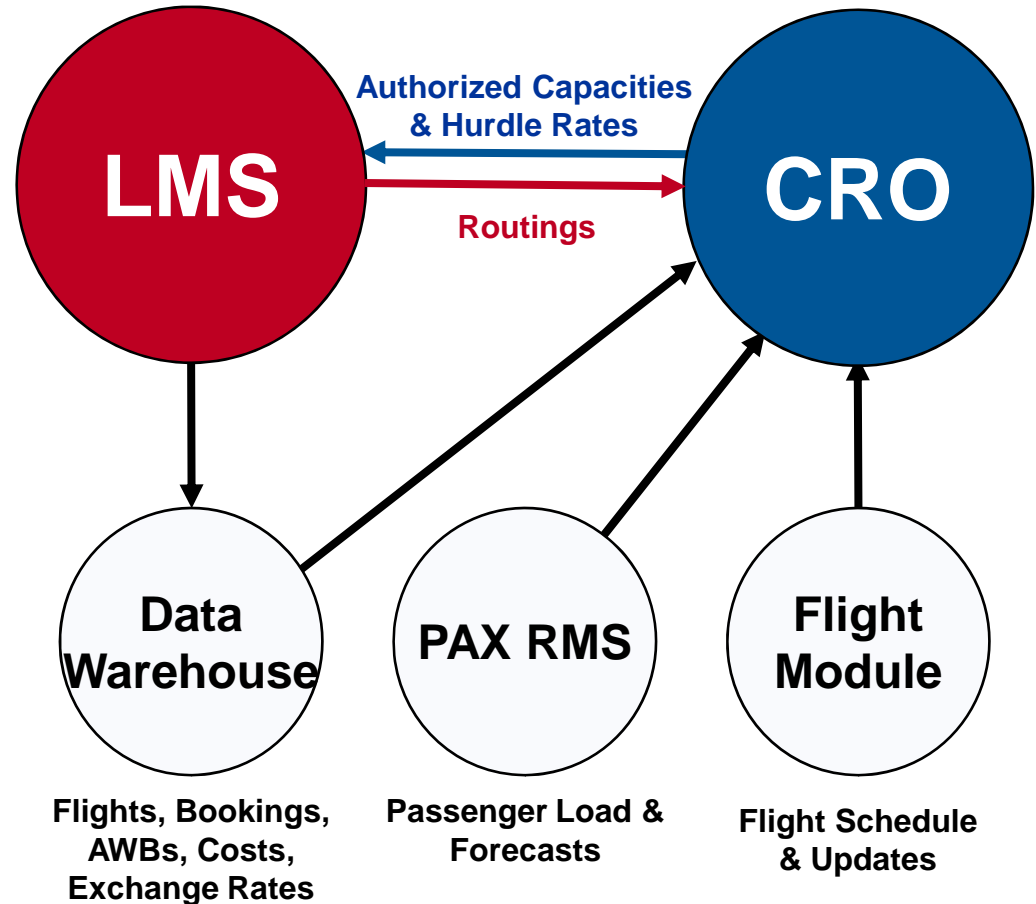 LMS
Authorized Capacities
& Hurdle Rates
Routings
CRO
Data
Warehouse
PAX RMS
Flight
Module
Flights, Bookings,
AWBs, Costs,
Exchange Rates
Passenger Load &
Forecasts
Flight Schedule
& Updates